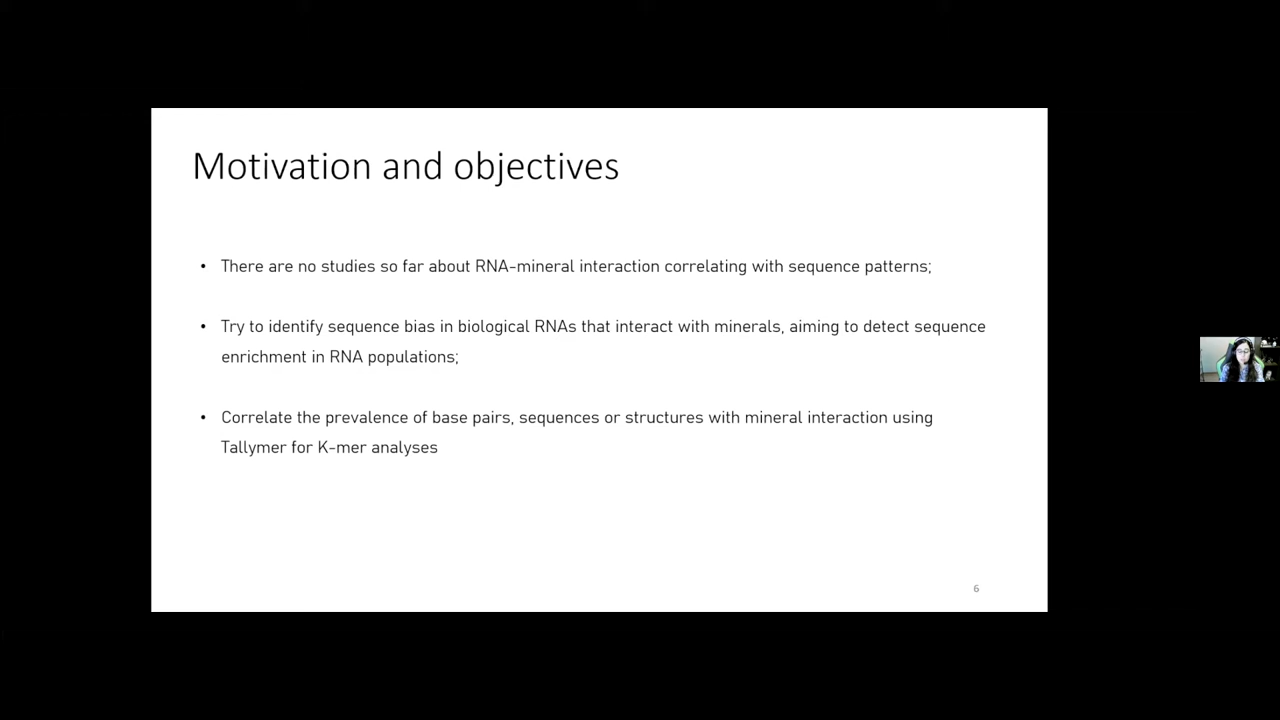 Motivation and objectives
• There are no studies so far about RNA-mineral interaction correlating with sequence patterns;
• Try to identify sequence bias in biological RNAs that interact with minerals, aiming to detect sequence
enrichment in RNA populations;
• Correlate the prevalence of base pairs, sequences or structures with mineral interaction using
Tallymer for K-mer analyses
6